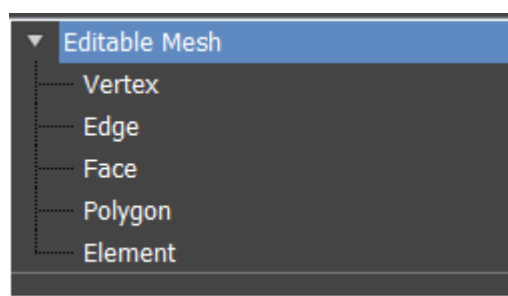 Editable Mesh
Vertex
Edge
Face
Polygon
Element